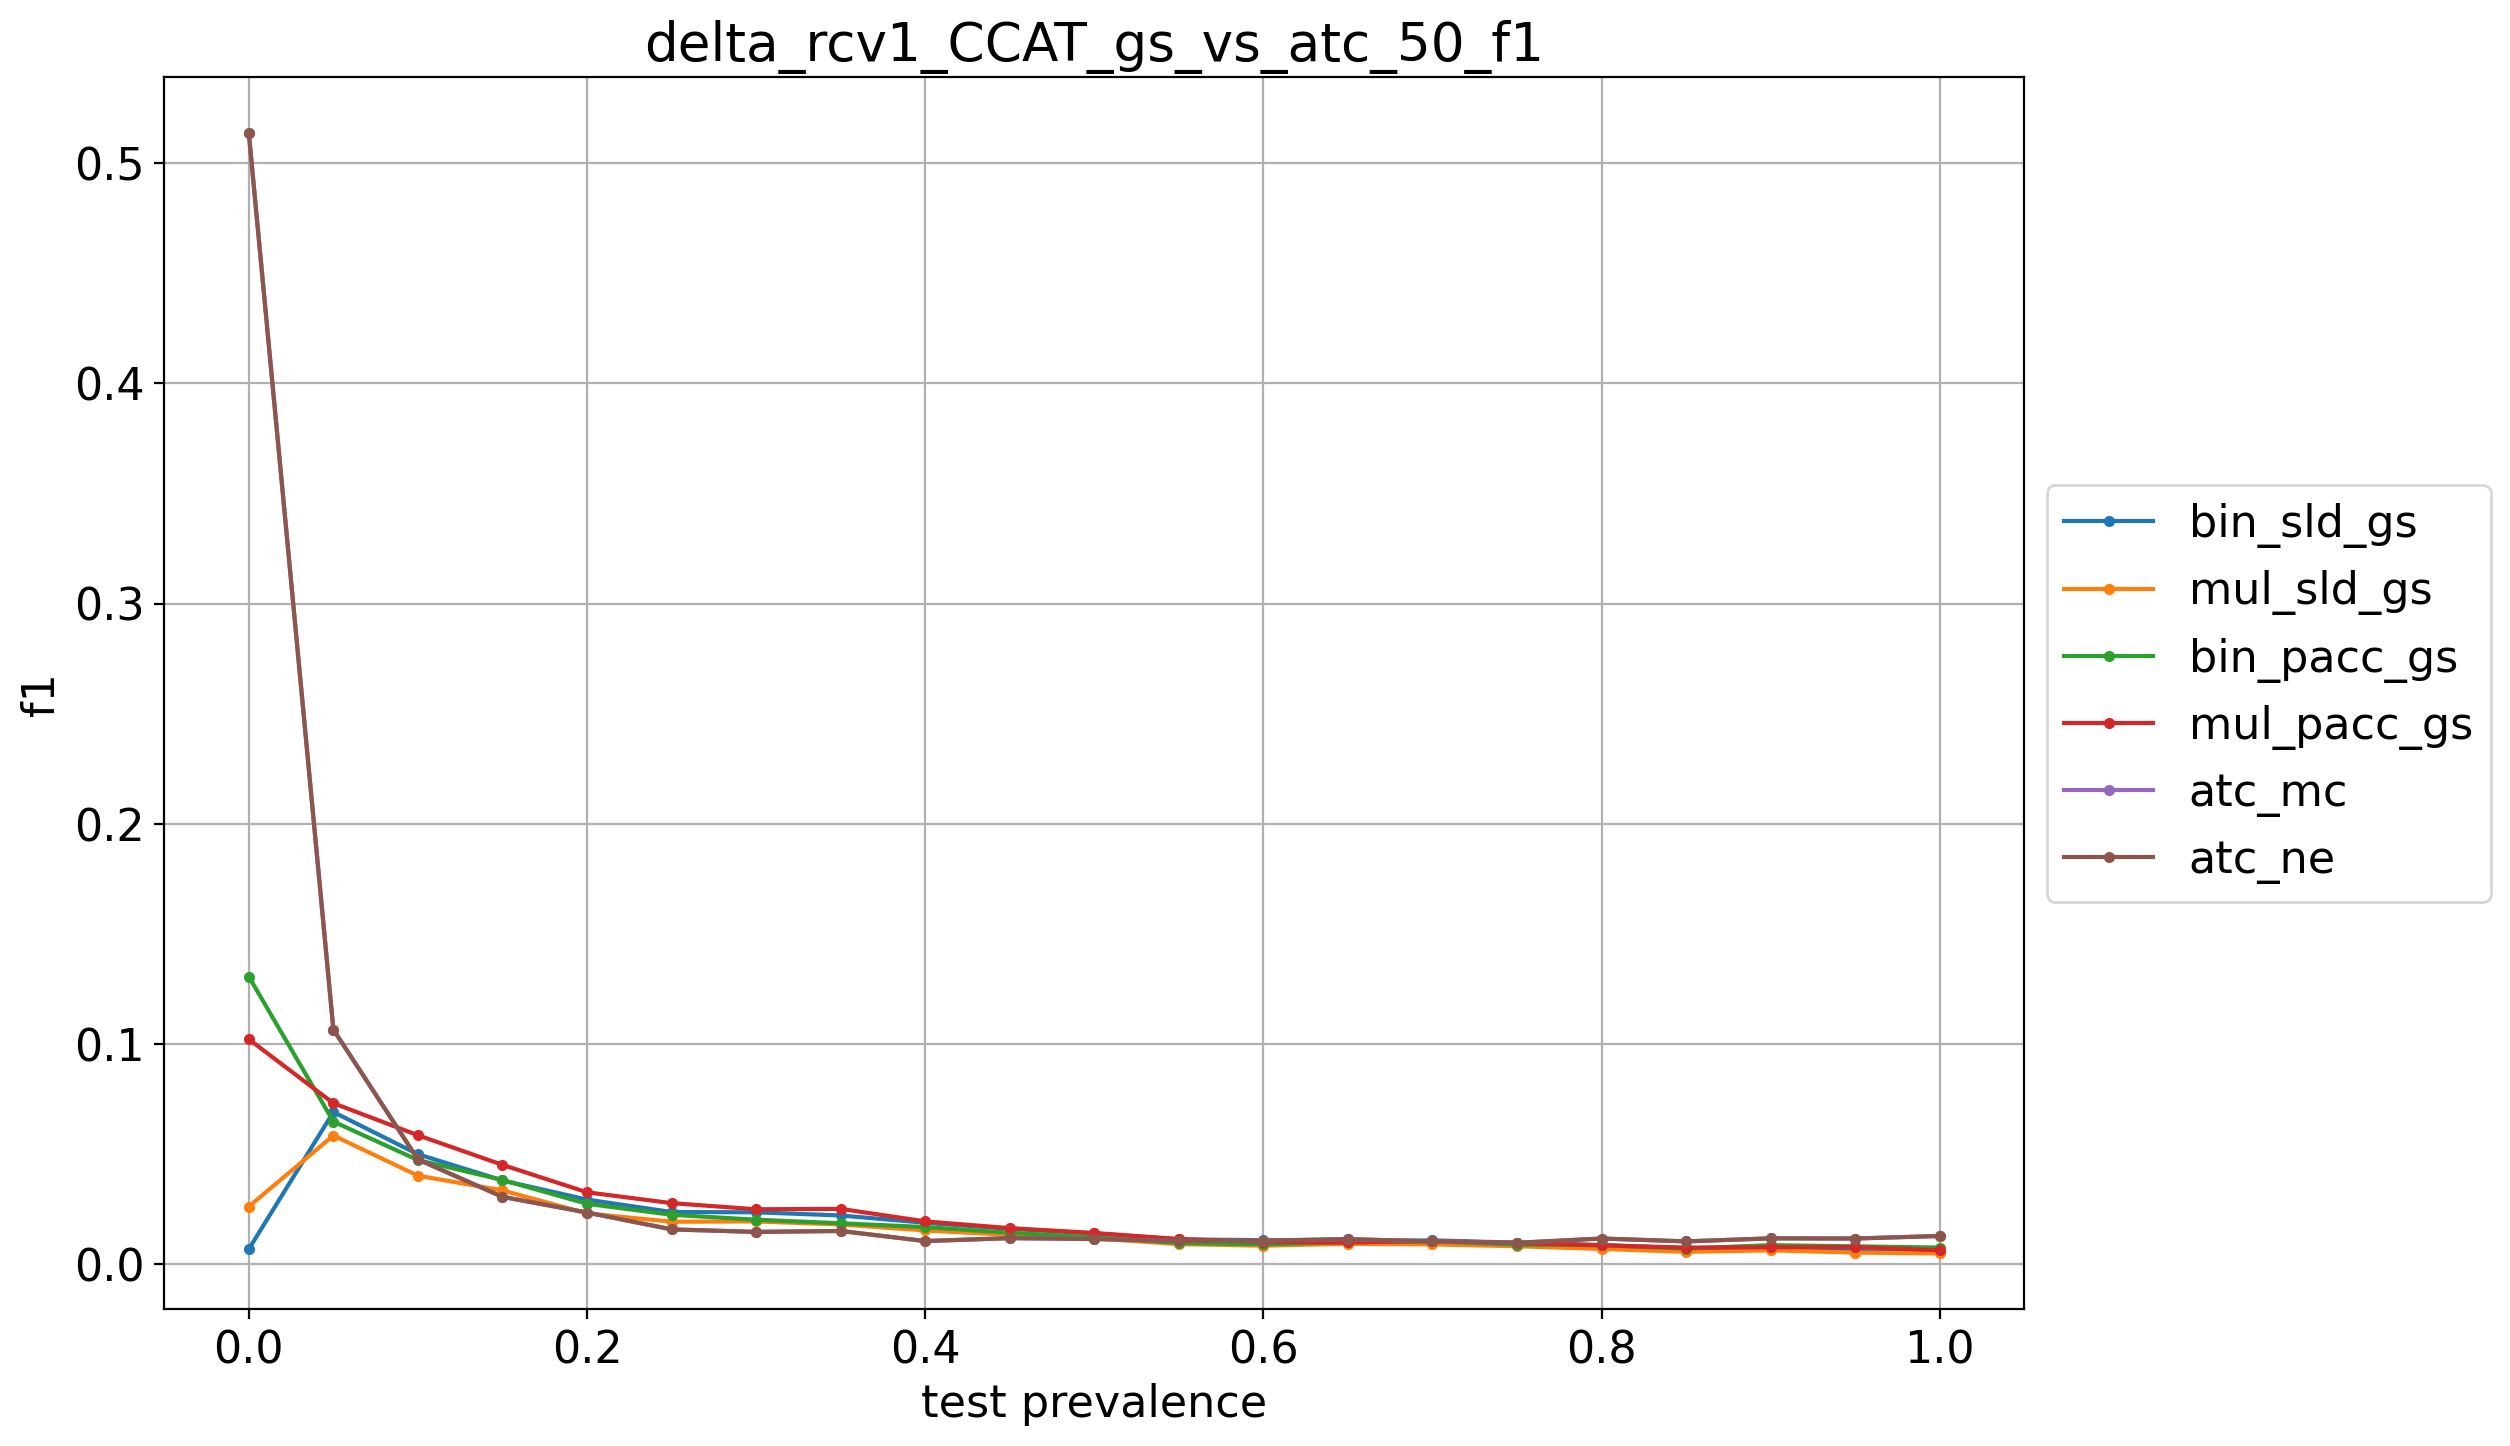 delta_rcv1_CCAT_gs_vs_atc_50_f1
f1
0.5
0.4
0.3
0.2
0.1
0.0
0.0 0.2 0.4 0.6 0.8 1.0
test prevalence
bin_sld_gs
mul_sld_gs
bin_pacc_gs
mul_pacc_gs
atc_mc
atc_ne